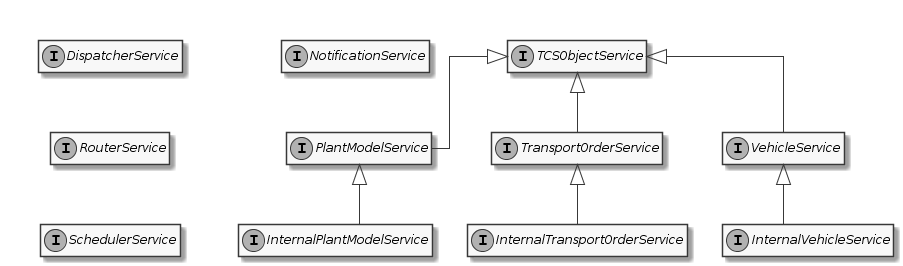 I DispatcherService
I NotificationService
I TCSObjectService
I RouterService
I PlantModelService
I TransportOrderService
I VehicleService
I SchedulerService
I InternalPlantModelService
I InternalTransportOrderService
I InternalVehicleService